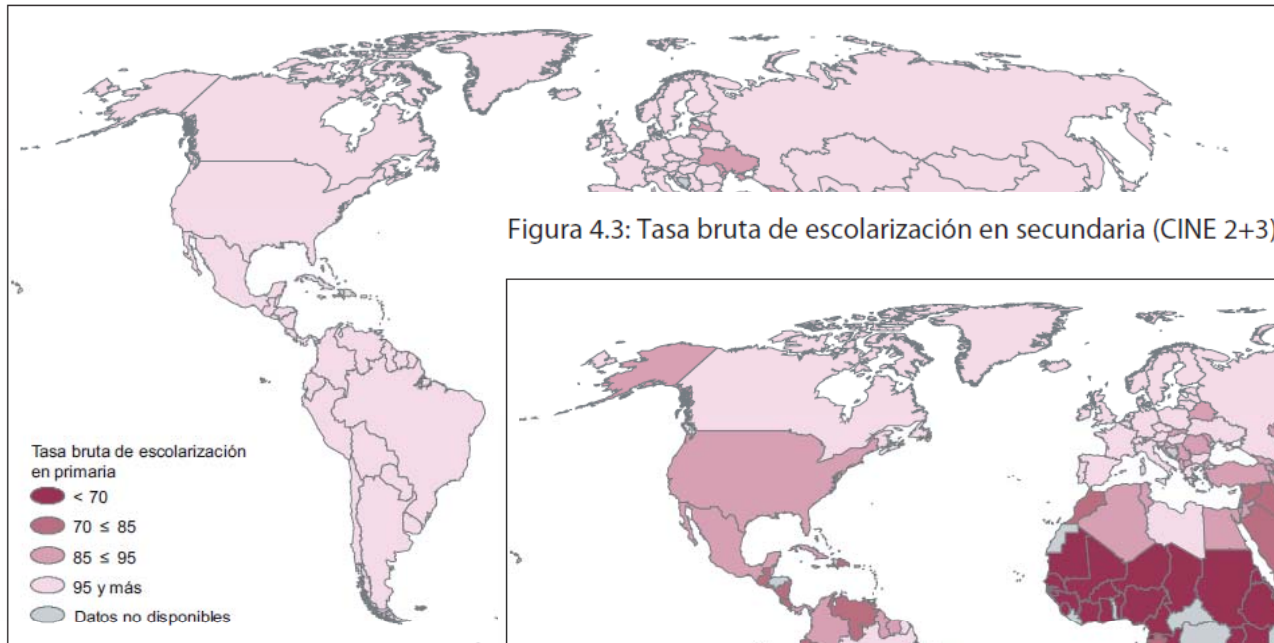 Figura 4.3: Tasa bruta de escolarización en secundaria (CINE 2+3)
Tasa bruta de escolarización
en primaria
< 70
70 ≤ 85
85 ≤ 95
95 y más
Datos no disponibles